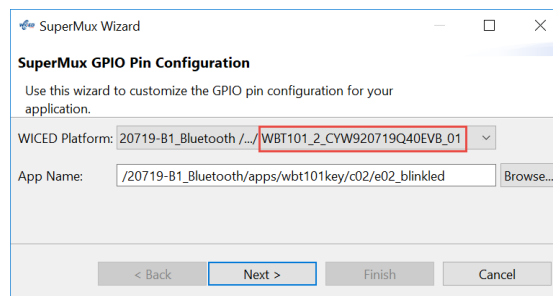 SuperMux Wizard
SuperMux GPIO Pin Configuration
Use this wizard to customize the GPIO pin configuration for your
application.
WICED Platform: 20719-B1_Bluetooth /.../ WBT101_2_CYW920719Q40EVB_01
App Name: /20719-B1_Bluetooth/apps/wbt101key/c02/e02_blinkled Browse...
< Back Next > Finish Cancel